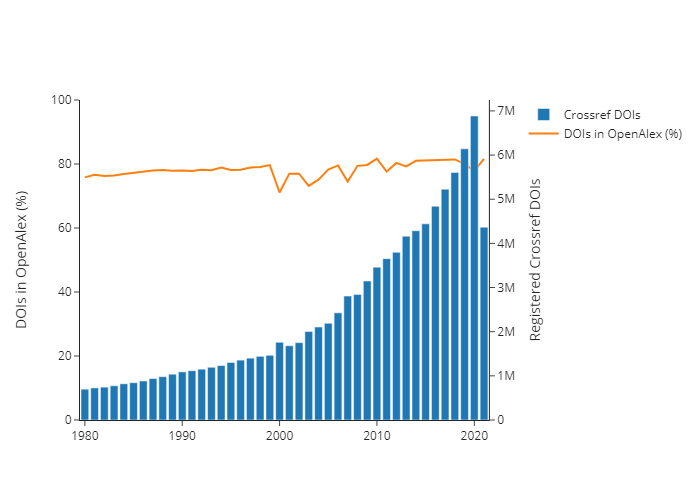 100
80
60
40
20
0
DOIs in OpenAlex (%)
7M
6M
5M
4M
3M
2M
1M
0
Registered Crossref DOIs
1980
1990
2000
2010
2020
Crossref DOIs
DOIs in OpenAlex (%)